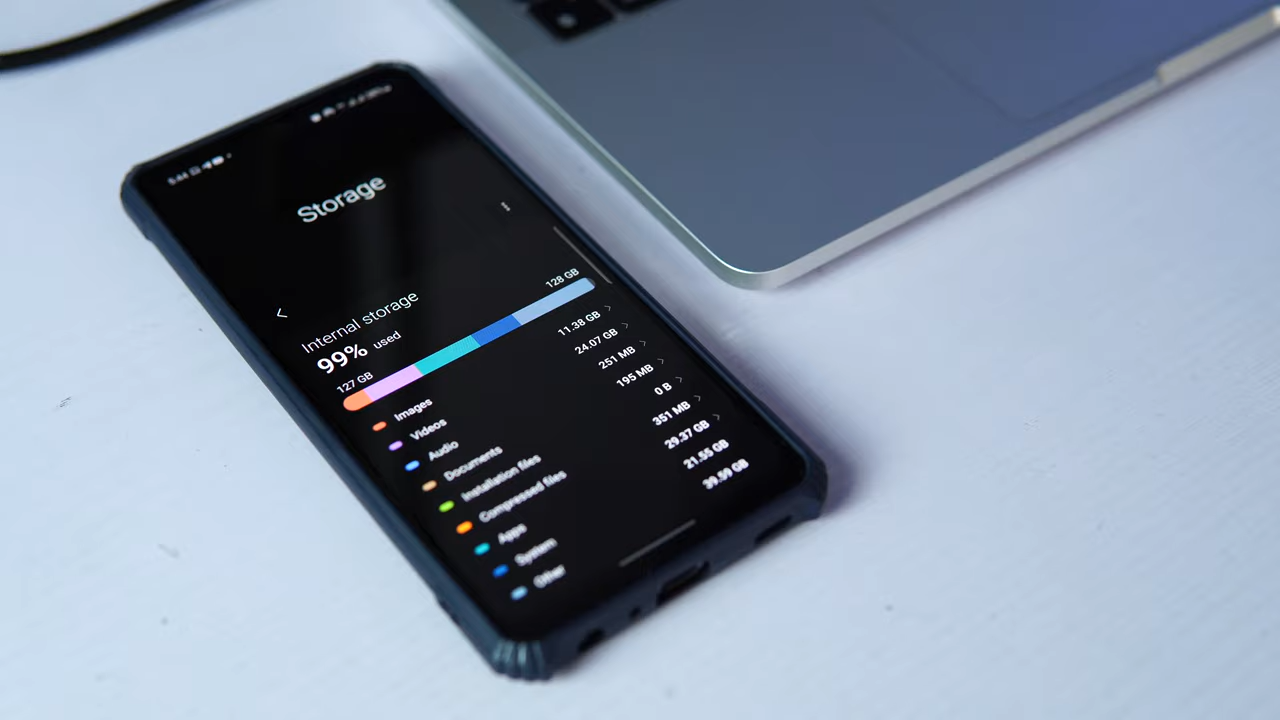 Storage
Internal storage
99% used
127 GB
128 GB
Images 11.38 GB
Videos 24.07 GB
Audio 251 MB
Documents 195 MB
Installation files 0 B
Compressed files 351 MB
Apps 29.37 GB
System 21.55 GB
Other 39.59 GB